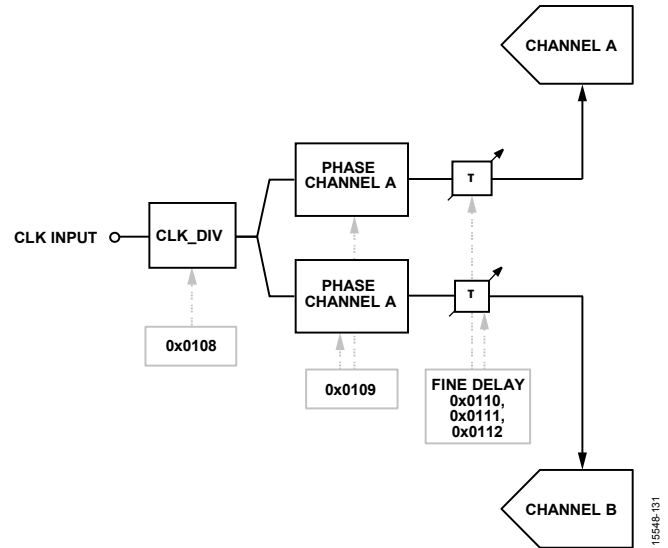 CHANNEL A
PHASE
CHANNEL A
T
CLK INPUT
CLK_DIV
PHASE
CHANNEL A
T
0x0108
0x0109
FINE DELAY
0x0110,
0x0111,
0x0112
CHANNEL B
15548-131